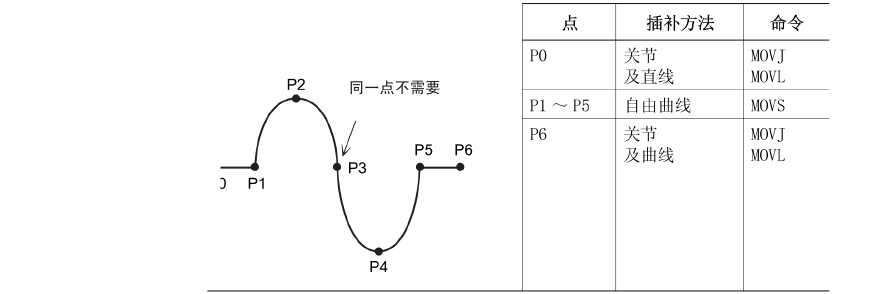 点 插补方法 命令
P0 关节 MOVJ
及直线 MOVL
P1 ～ P5 自由曲线 MOVS
P6 关节 MOVJ
及曲线 MOVL
P2
同一点不需要
P5 P6
P3
0 P1
P4